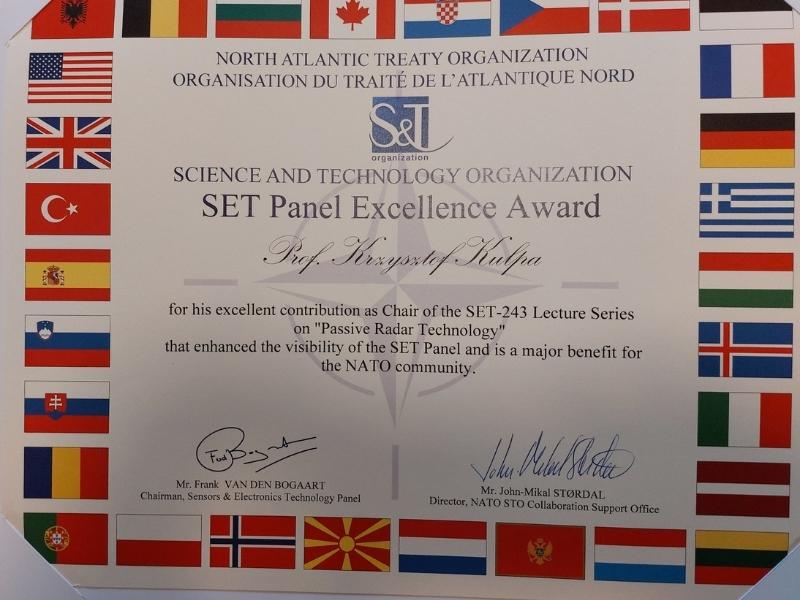 NORTH ATLANTIC TREATY ORGANIZATION
ORGANISATION DU TRAITÉ DE L'ATLANTIQUE NORD
S&T
organization
SCIENCE AND TECHNOLOGY ORGANIZATION
SET Panel Excellence Award
Prof. Krzysztof Kulpa
for his excellent contribution as Chair of the SET-243 Lecture Series
on "Passive Radar Technology"
that enhanced the visibility of the SET Panel and is a major benefit for
the NATO community.
Mr. Frank VAN DEN BOGAART
Chairman, Sensors & Electronics Technology Panel
John Mikal Størdal
Mr. John-Mikal STØRDAL
Director, NATO STO Collaboration Support Office